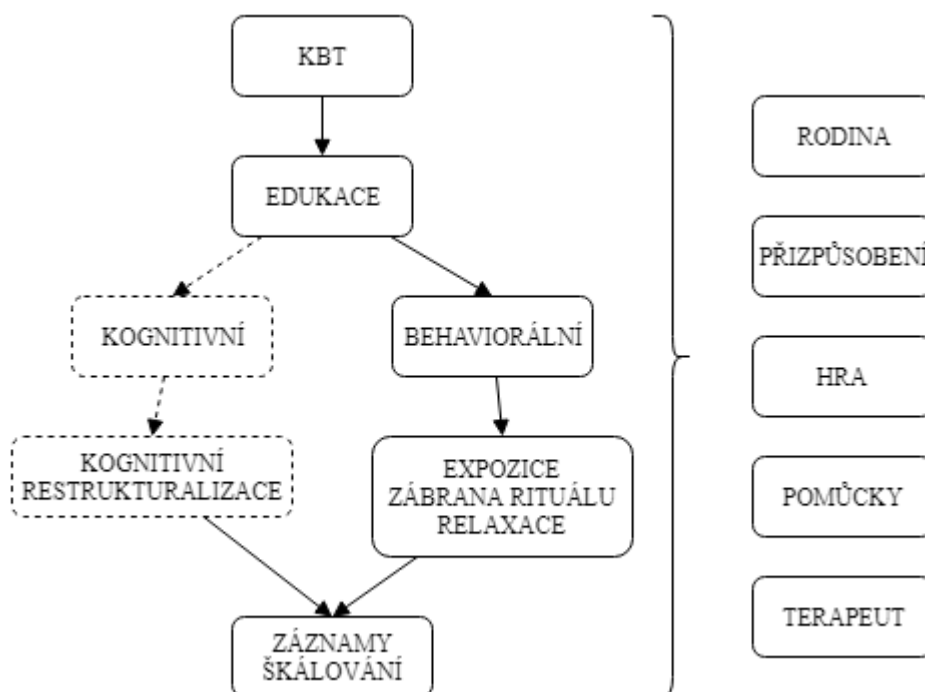 KBT
EDUKACE
KOGNITIVNÍ
BEHAVIORÁLNÍ
KOGNITIVNÍ
RESTRUKTURALIZACE
EXPOZICE
ZÁBRANA RITUÁLU
RELAXACE
ZÁZNAMY
ŠKÁLOVÁNÍ
RODINA
PŘIZPŮSOBENÍ
HRA
POMŮCKY
TERAPEUT